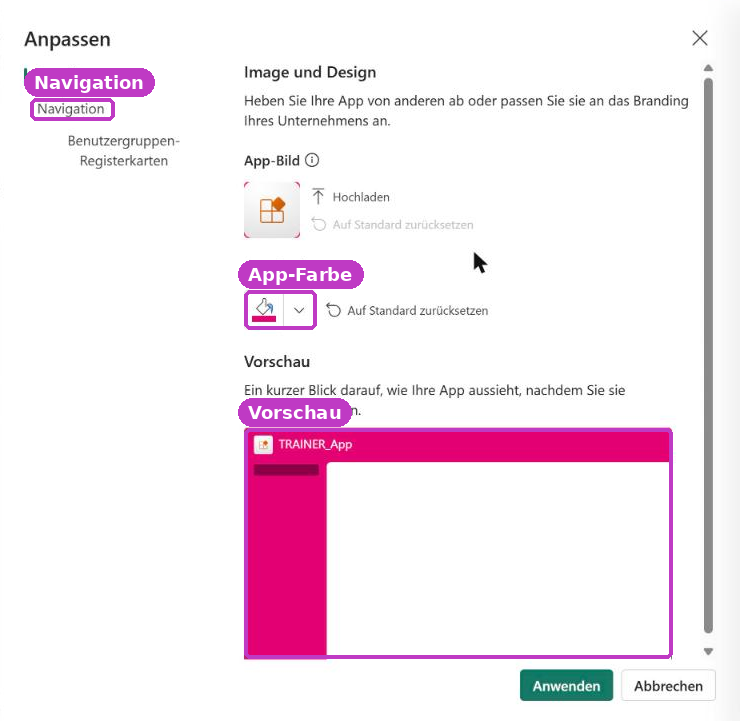 Anpassen
Navigation
Navigation
Benutzergruppen-
Registerkarten
Image und Design
Heben Sie Ihre App von anderen ab oder passen Sie sie an das Branding
Ihres Unternehmens an.
App-Bild
Hochladen
Auf Standard zurücksetzen
App-Farbe
Auf Standard zurücksetzen
Vorschau
Ein kurzer Blick darauf, wie Ihre App aussieht, nachdem Sie sie
Vorschau
TRAINER_App
Anwenden
Abbrechen